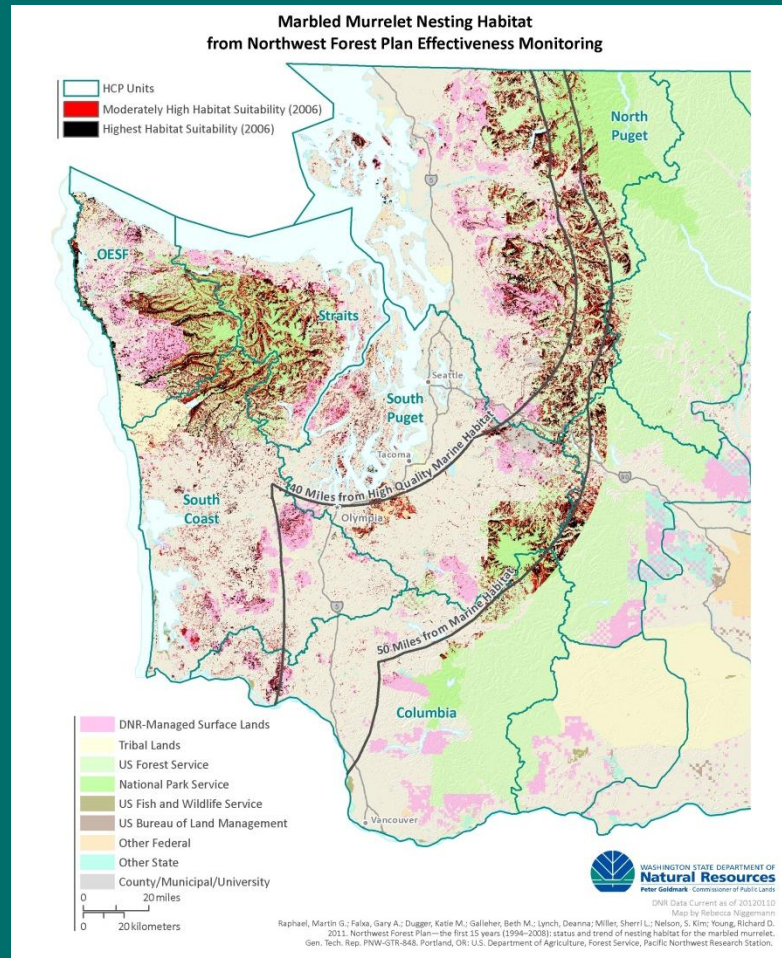 Marbled Murrelet Nesting Habitat
from Northwest Forest Plan Effectiveness Monitoring
HCP Units
Moderately High Habitat Suitability (2006)
Highest Habitat Suitability (2006)
North
Puget
5
OESF
Straits
Seattle
South
Puget
Tacoma
40 Miles from High Quality Marine Habitat
90
South
Coast
Olympia
5
50 Miles from Marine Habitat
Columbia
Vancouver
DNR-Managed Surface Lands
Tribal Lands
US Forest Service
National Park Service
US Fish and Wildlife Service
US Bureau of Land Management
Other Federal
Other State
County/Municipal/University
0 20 miles
0 20 kilometers
WASHINGTON STATE DEPARTMENT OF
Natural Resources
Peter Goldmark - Commissioner of Public Lands
DNR Data Current as of 20120110
Map by Rebecca Niggemann
Raphael, Martin G.; Falxa, Gary A.; Dugger, Katie M.; Galleher, Beth M.; Lynch, Deanna; Miller, Sherri L.; Nelson, S. Kim; Young, Richard D.
2011. Northwest Forest Plan—the first 15 years (1994–2008): status and trend of nesting habitat for the marbled murrelet.
Gen. Tech. Rep. PNW-GTR-848. Portland, OR: U.S. Department of Agriculture, Forest Service, Pacific Northwest Research Station.